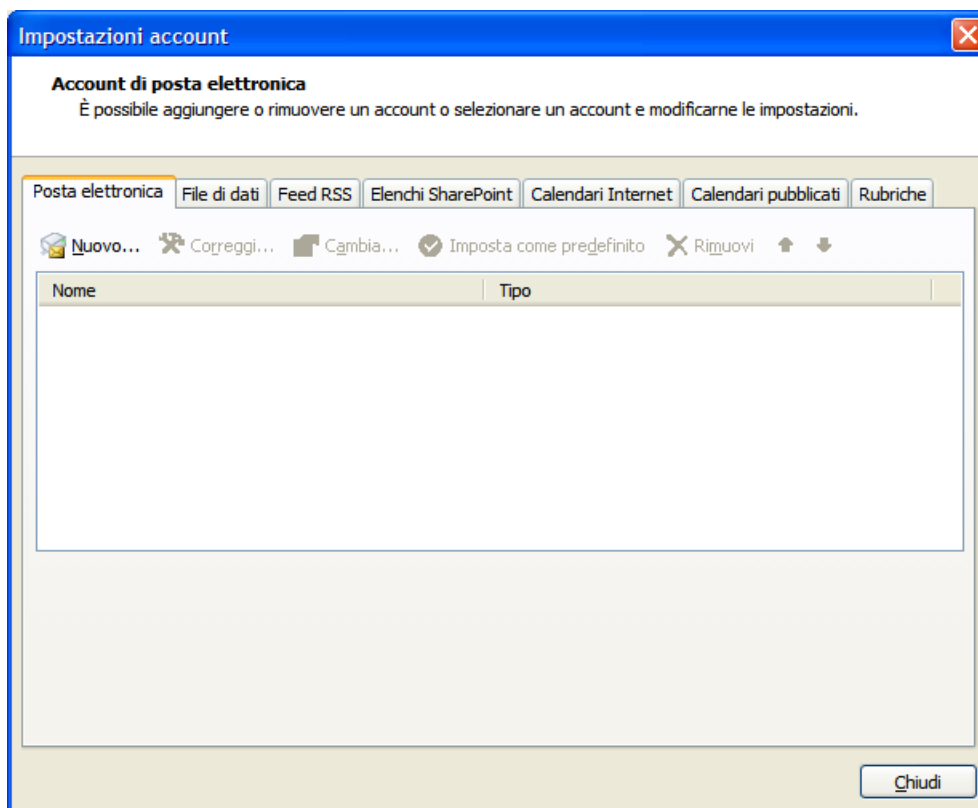 Impostazioni account
Account di posta elettronica
È possibile aggiungere o rimuovere un account o selezionare un account e modificarne le impostazioni.
Posta elettronica File di dati Feed RSS Elenchi SharePoint Calendari Internet Calendari pubblicati Rubriche
Nuovo... Correggi... Cambia... Imposta come predefinito Rimuovi
Nome Tipo
Chiudi